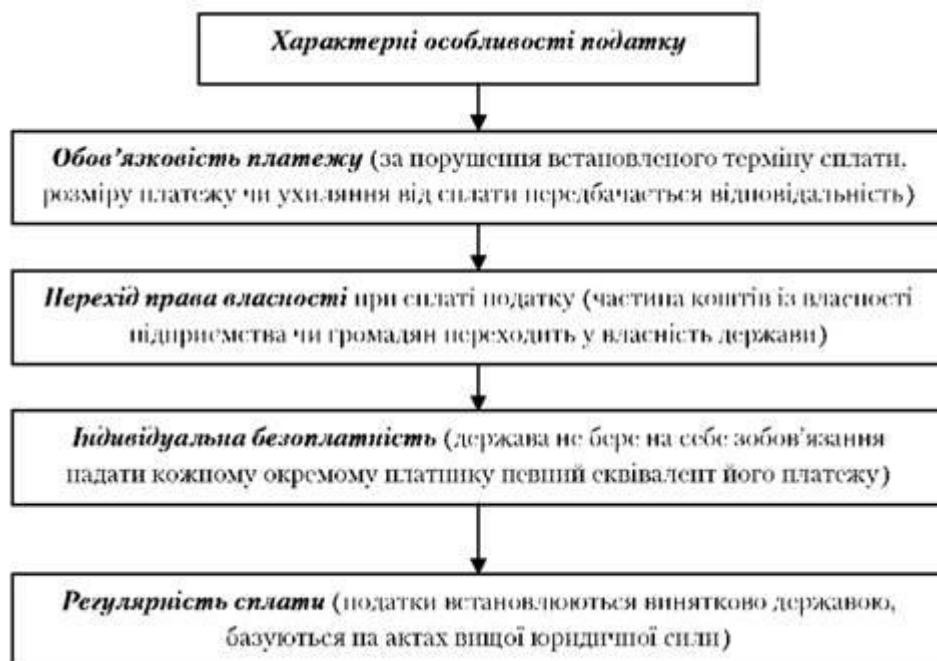 Характерні особливості податку
Обов’язковість платежу (за порушення встановленого терміну сплати,
розміру платежу чи ухиляння від сплати передбачається відповідальність)
Перехід права власності при сплаті податку (частина коштів із власності
підприємства чи громадян переходить у власність держави)
Індивідуальна безоплатність (держава не бере на себе зобов’язання
надати кожному окремому платнику певний еквівалент його платежу)
Регулярність сплати (податки встановлюються винятково державою,
базуються на актах вищої юридичної сили)